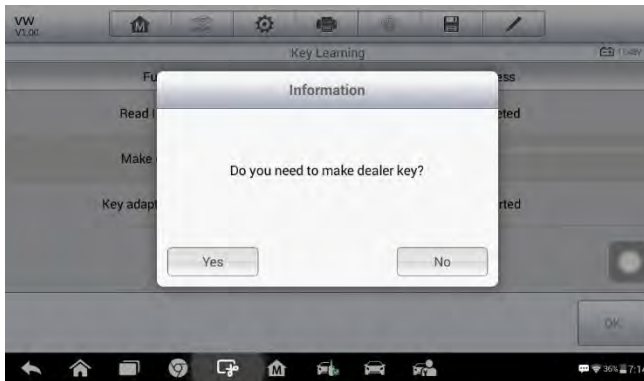 VW
V1.00
Key Learning
Information
Read
Make
Key adapt
Do you need to make dealer key?
Yes
No
OK
36%